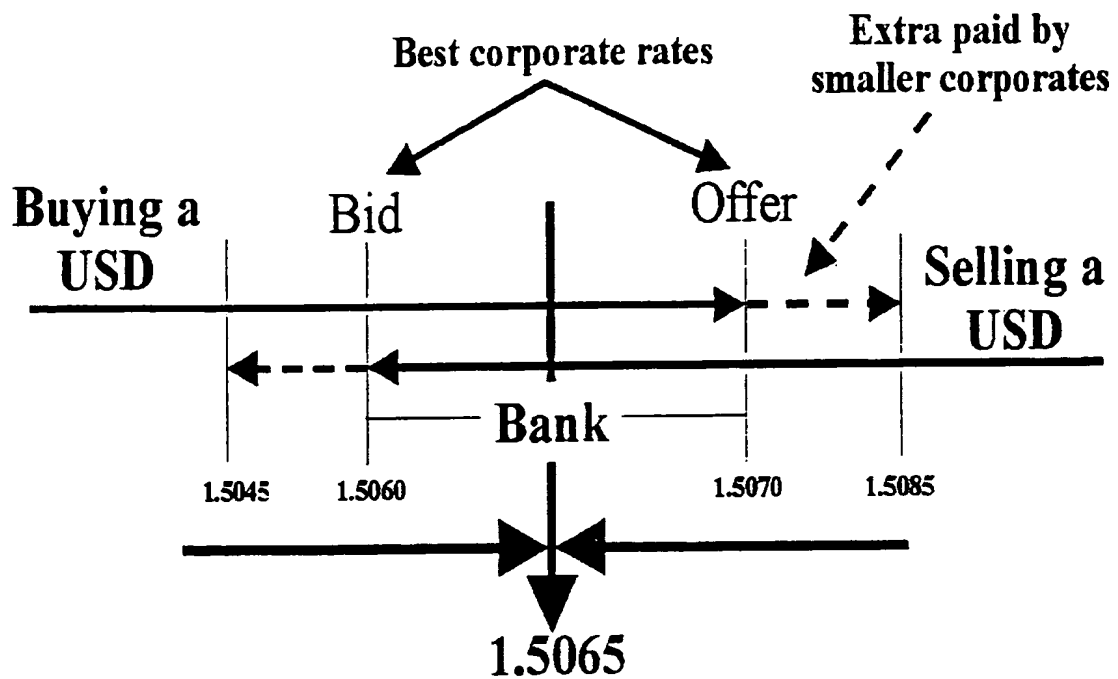 Best corporate rates
Extra paid by
smaller corporates
Buying a
USD
Bid
Offer
Selling a
USD
Bank
1.5045
1.5060
1.5070
1.5085
1.5065